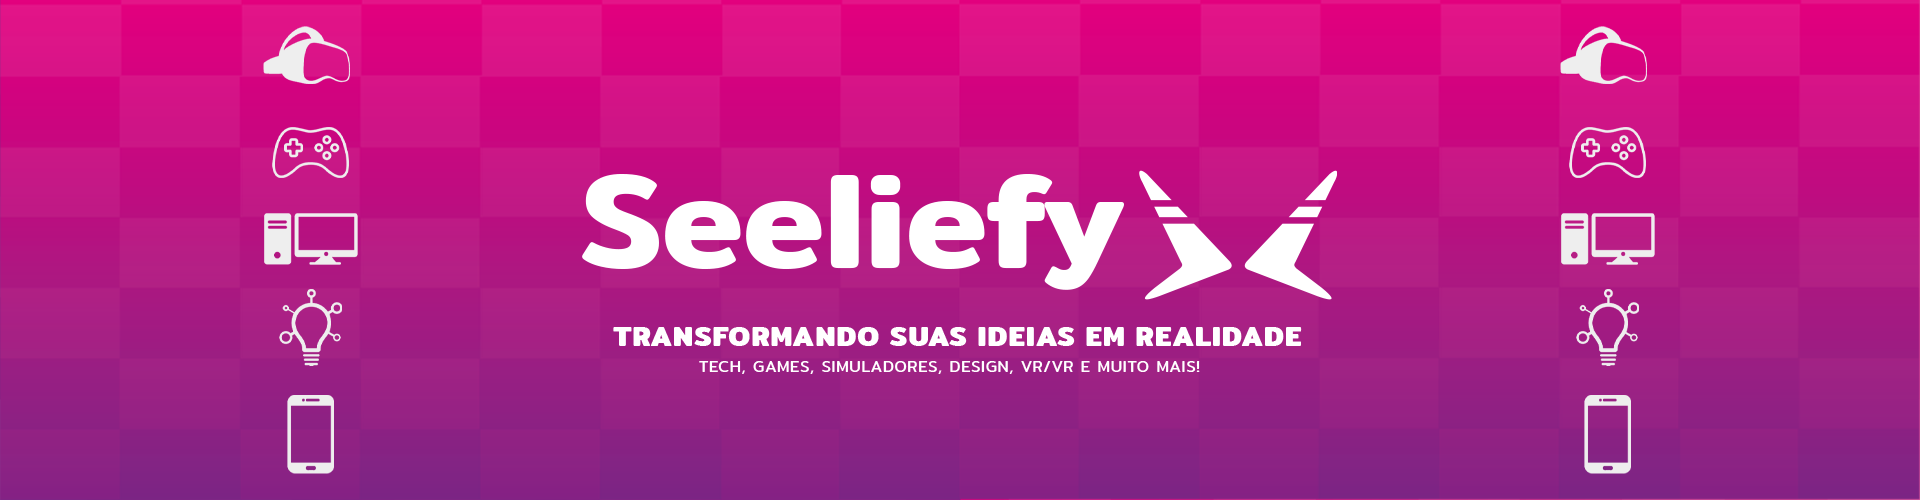 Seeliefy
TRANSFORMANDO SUAS IDEIAS EM REALIDADE
TECH, GAMES, SIMULADORES, DESIGN, VR/VR E MUITO MAIS!